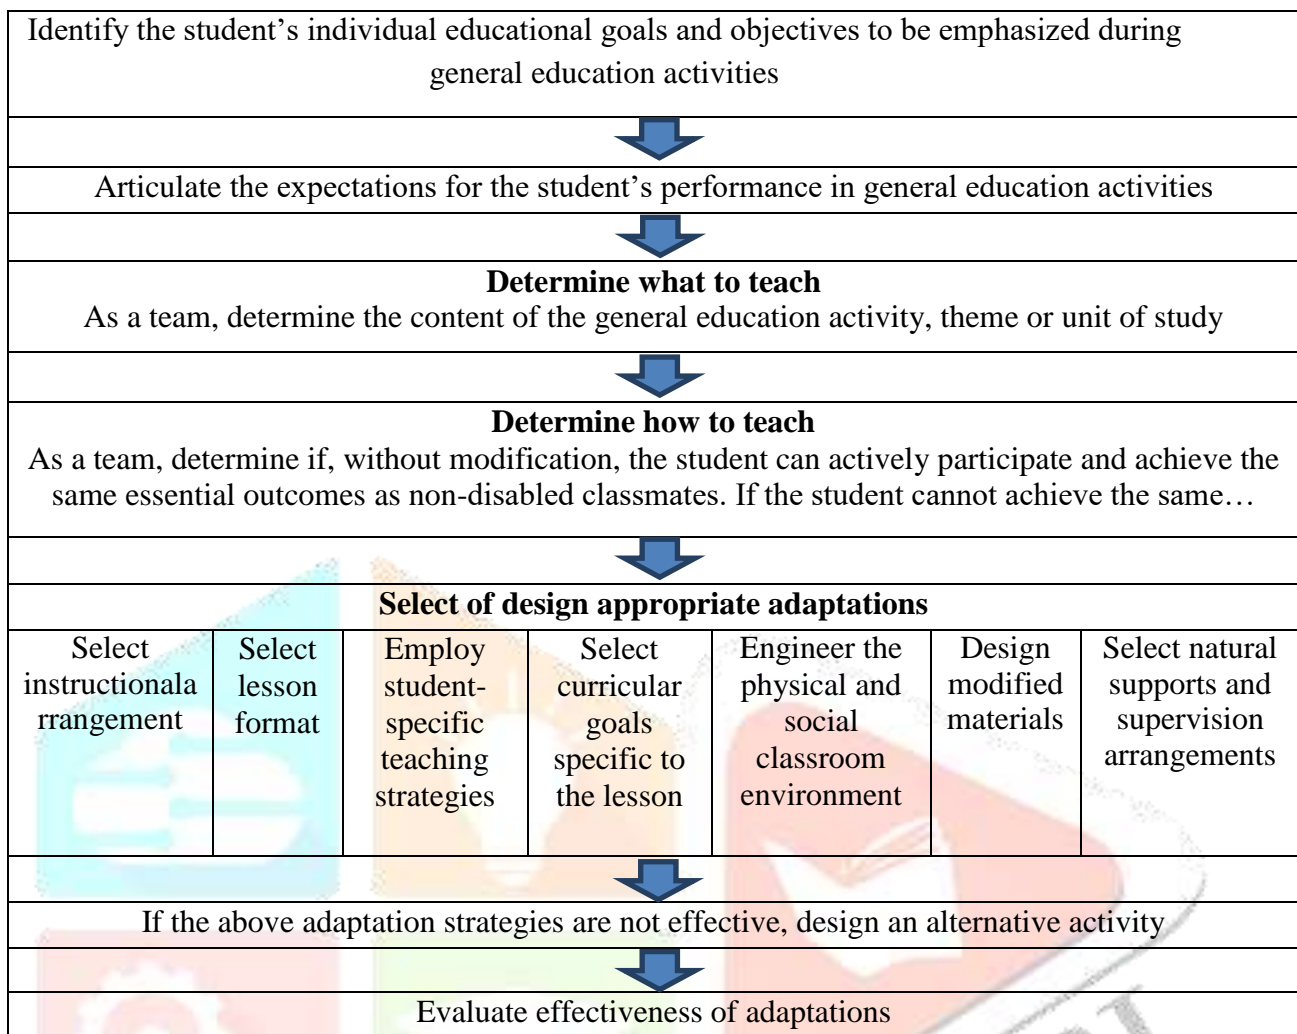 Identify the student’s individual educational goals and objectives to be emphasized during
general education activities
Articulate the expectations for the student’s performance in general education activities
Determine what to teach
As a team, determine the content of the general education activity, theme or unit of study
Determine how to teach
As a team, determine if, without modification, the student can actively participate and achieve the
same essential outcomes as non-disabled classmates. If the student cannot achieve the same…
Select of design appropriate adaptations
Select
instructionala
rrangement
Select
lesson
format
Employ
student-
specific
teaching
strategies
Select
curricular
goals
specific to
the lesson
Engineer the
physical and
social
classroom
environment
Design
modified
materials
Select natural
supports and
supervision
arrangements
If the above adaptation strategies are not effective, design an alternative activity
Evaluate effectiveness of adaptations